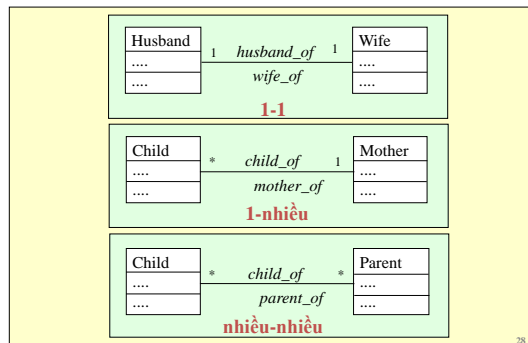 Husband 1 husband_of 1 Wife
.... ....
.... wife_of ....
1-1
Child * child_of 1 Mother
.... ....
.... mother_of ....
1-nhiều
Child * child_of * Parent
.... ....
.... parent_of ....
nhiều-nhiều
28